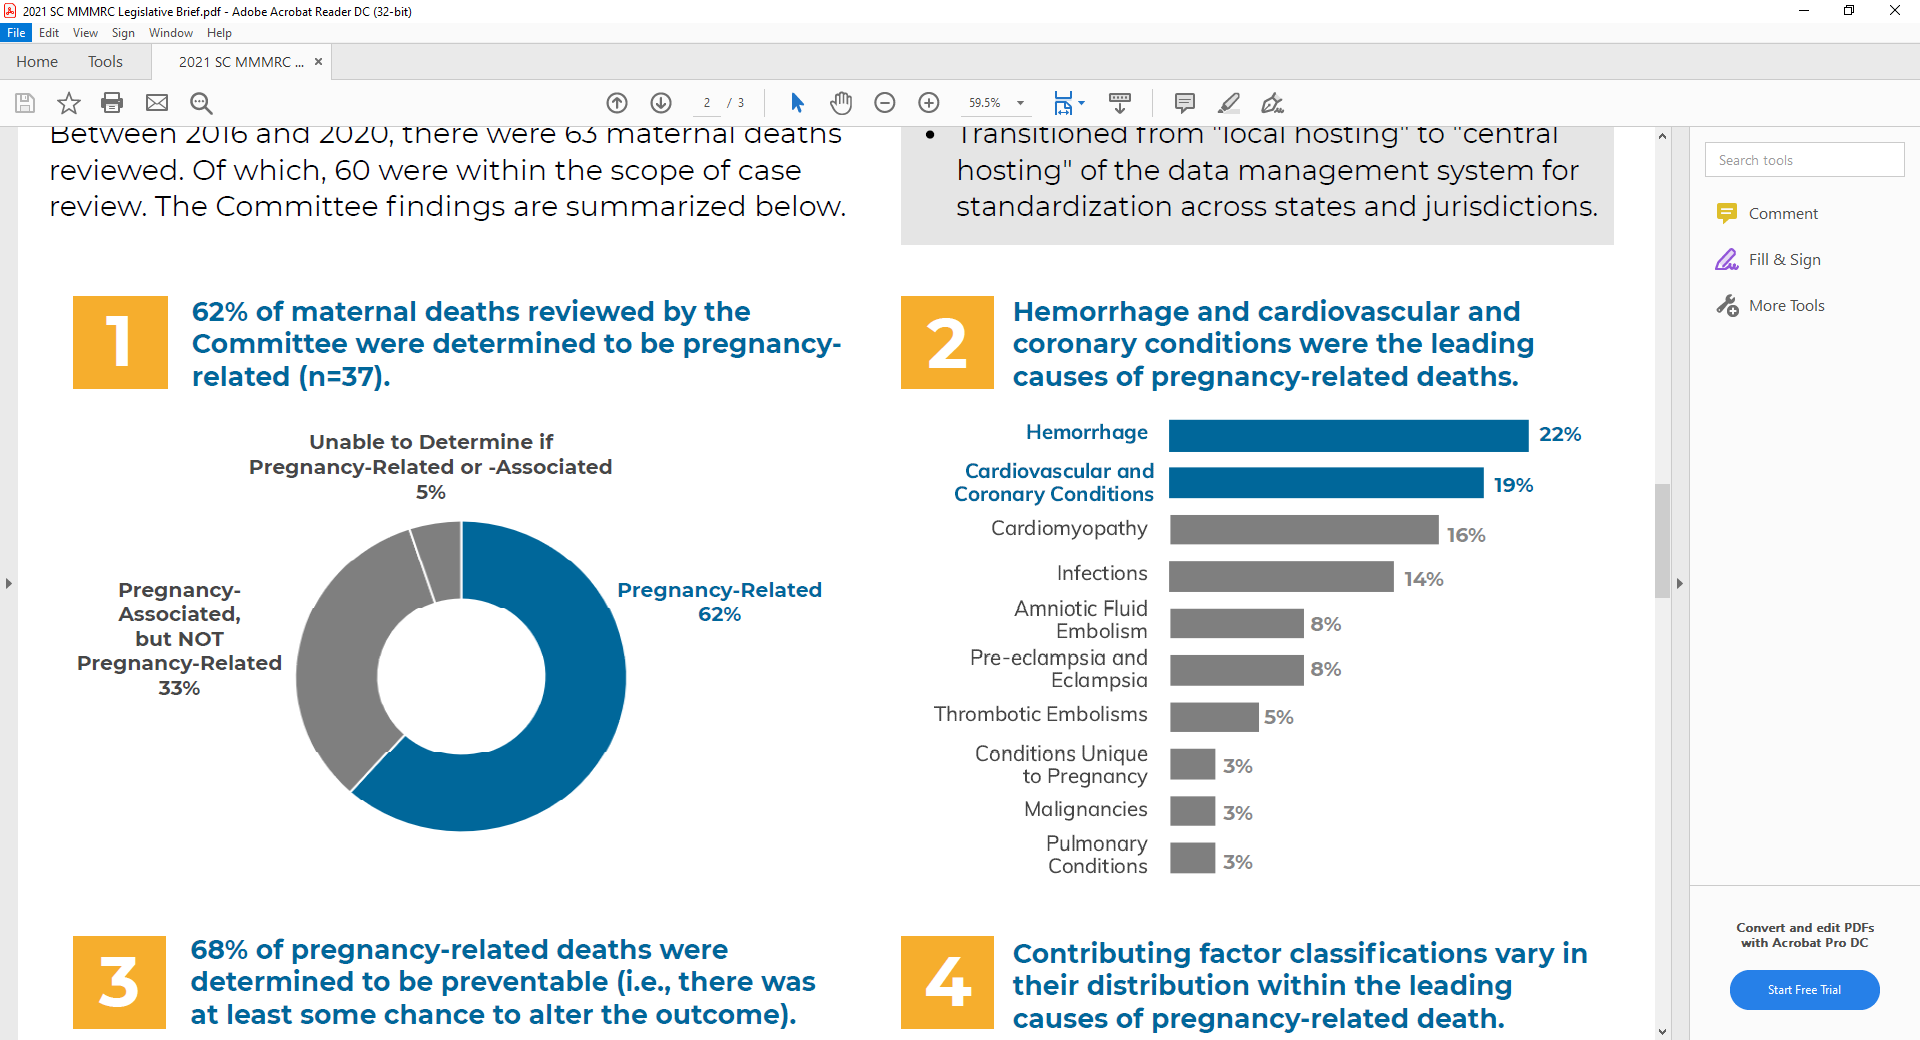 2021 SC MMMRC Legislative Brief.pdf - Adobe Acrobat Reader DC (32-bit)
File Edit View Sign Window Help
Home Tools 2021 SC MMMRC ... ×
2 / 3 59.5%
Between 2016 and 2020, there were 63 maternal deaths
reviewed. Of which, 60 were within the scope of case
review. The Committee findings are summarized below.
• Transitioned from "local hosting" to "central
hosting" of the data management system for
standardization across states and jurisdictions.
1
62% of maternal deaths reviewed by the
Committee were determined to be pregnancy-
related (n=37).
Unable to Determine if
Pregnancy-Related or -Associated
5%
Pregnancy-
Associated,
but NOT
Pregnancy-Related
33%
Pregnancy-Related
62%
2
Hemorrhage and cardiovascular and
coronary conditions were the leading
causes of pregnancy-related deaths.
Hemorrhage 22%
Cardiovascular and
Coronary Conditions 19%
Cardiomyopathy 16%
Infections 14%
Amniotic Fluid
Embolism 8%
Pre-eclampsia and
Eclampsia 8%
Thrombotic Embolisms 5%
Conditions Unique
to Pregnancy 3%
Malignancies 3%
Pulmonary
Conditions 3%
3
68% of pregnancy-related deaths were
determined to be preventable (i.e., there was
at least some chance to alter the outcome).
4
Contributing factor classifications vary in
their distribution within the leading
causes of pregnancy-related death.
Search tools
Comment
Fill & Sign
More Tools
Convert and edit PDFs
with Acrobat Pro DC
Start Free Trial